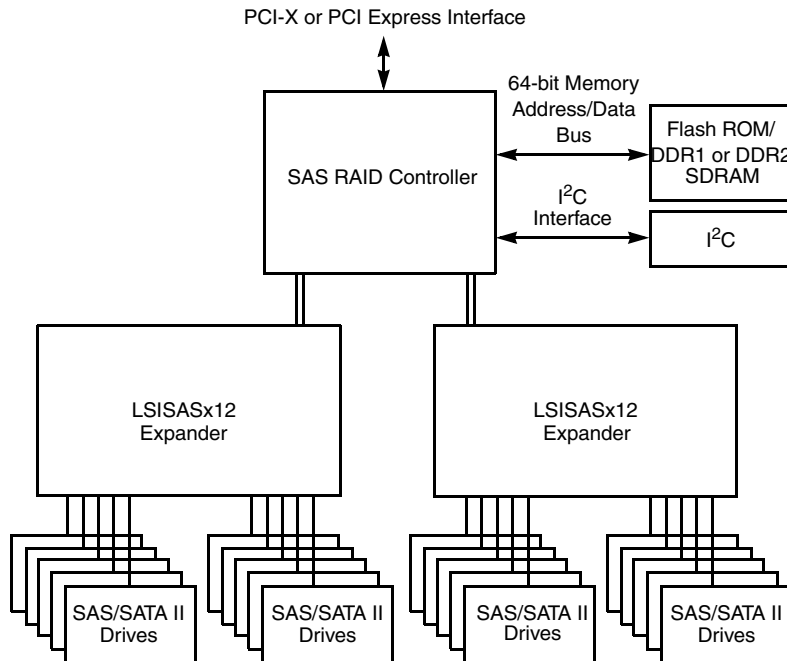 PCI-X or PCI Express Interface
64-bit Memory
Address/Data
Bus
Flash ROM/
DDR1 or DDR2
SDRAM
SAS RAID Controller
I²C
Interface
I²C
LSISASx12
Expander
LSISASx12
Expander
SAS/SATA II
Drives
SAS/SATA II
Drives
SAS/SATA II
Drives
SAS/SATA II
Drives